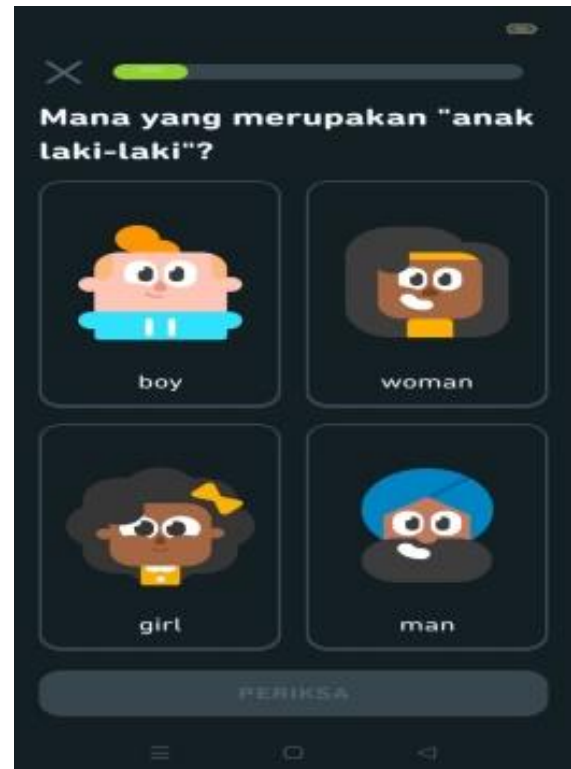 Mana yang merupakan "anak
laki-laki"?
boy
woman
girl
man
PERIKSA